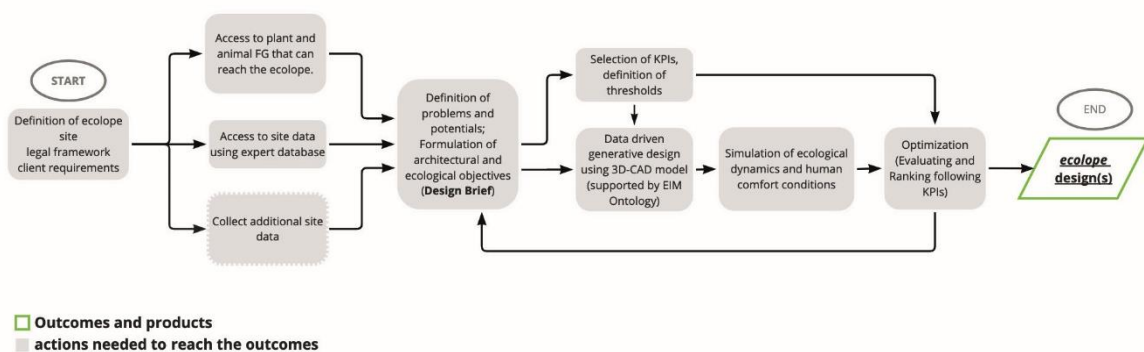 START
Definition of ecolope
site
legal framework
client requirements
Access to plant and
animal FG that can
reach the ecolope.
Access to site data
using expert database
Collect additional site
data
Definition of
problems and
potentials;
Formulation of
architectural and
ecological objectives
(Design Brief)
Selection of KPIs,
definition of
thresholds
Data driven
generative design
using 3D-CAD model
(supported by EIM
Ontology)
Simulation of ecological
dynamics and human
comfort conditions
Optimization
(Evaluating and
Ranking following
KPIs)
END
ecolope
design(s)
Outcomes and products
actions needed to reach the outcomes